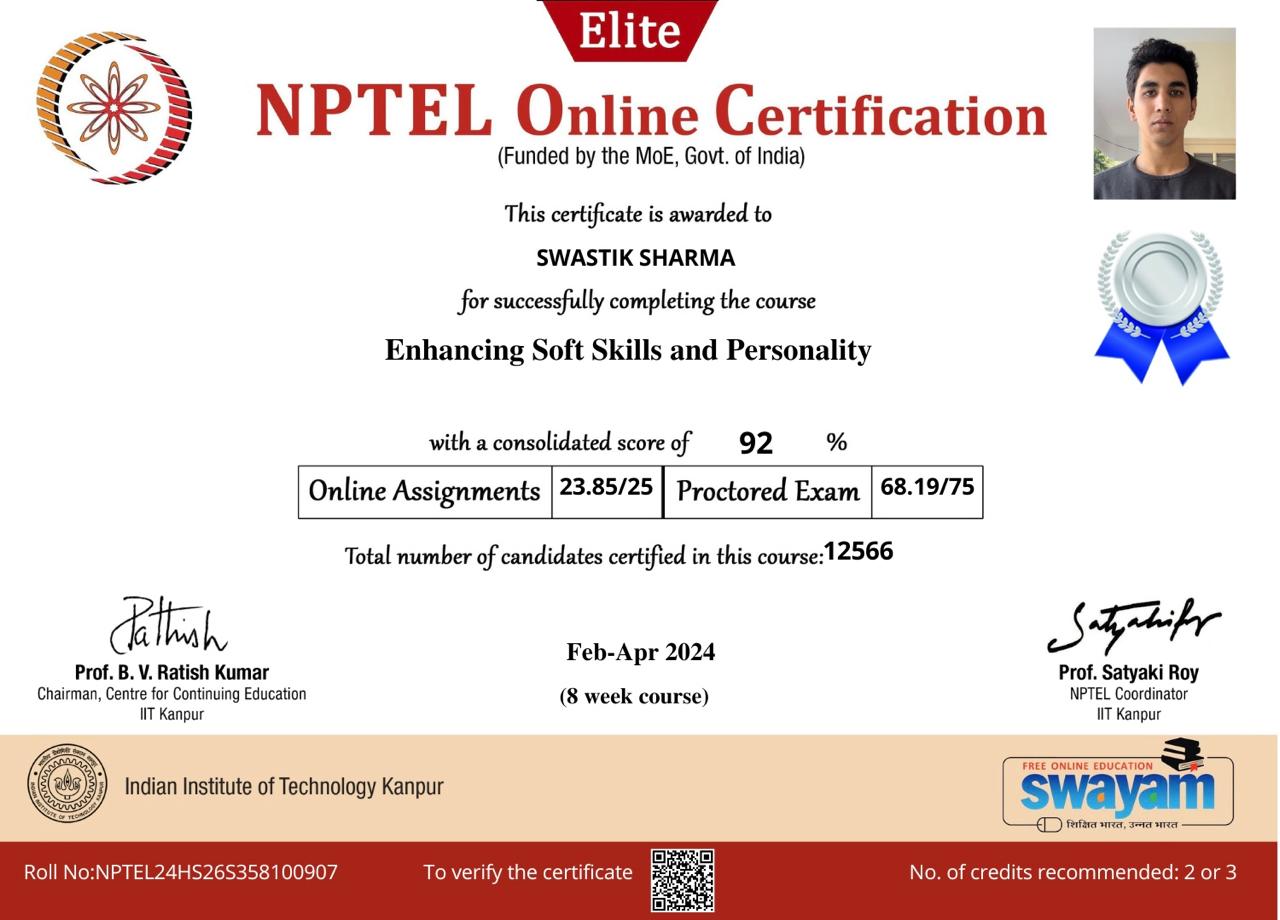 Elite
NPTEL Online Certification
(Funded by the MoE, Govt. of India)
This certificate is awarded to
SWASTIK SHARMA
for successfully completing the course
Enhancing Soft Skills and Personality
with a consolidated score of 92 %
Online Assignments 23.85/25 Proctored Exam 68.19/75
Total number of candidates certified in this course:12566
Prof. B. V. Ratish Kumar
Chairman, Centre for Continuing Education
IIT Kanpur
Feb-Apr 2024
(8 week course)
Prof. Satyaki Roy
NPTEL Coordinator
IIT Kanpur
Indian Institute of Technology Kanpur
FREE ONLINE EDUCATION
swayam
शिक्षित भारत, उन्नत भारत
Roll No:NPTEL24HS26S358100907
To verify the certificate
No. of credits recommended: 2 or 3